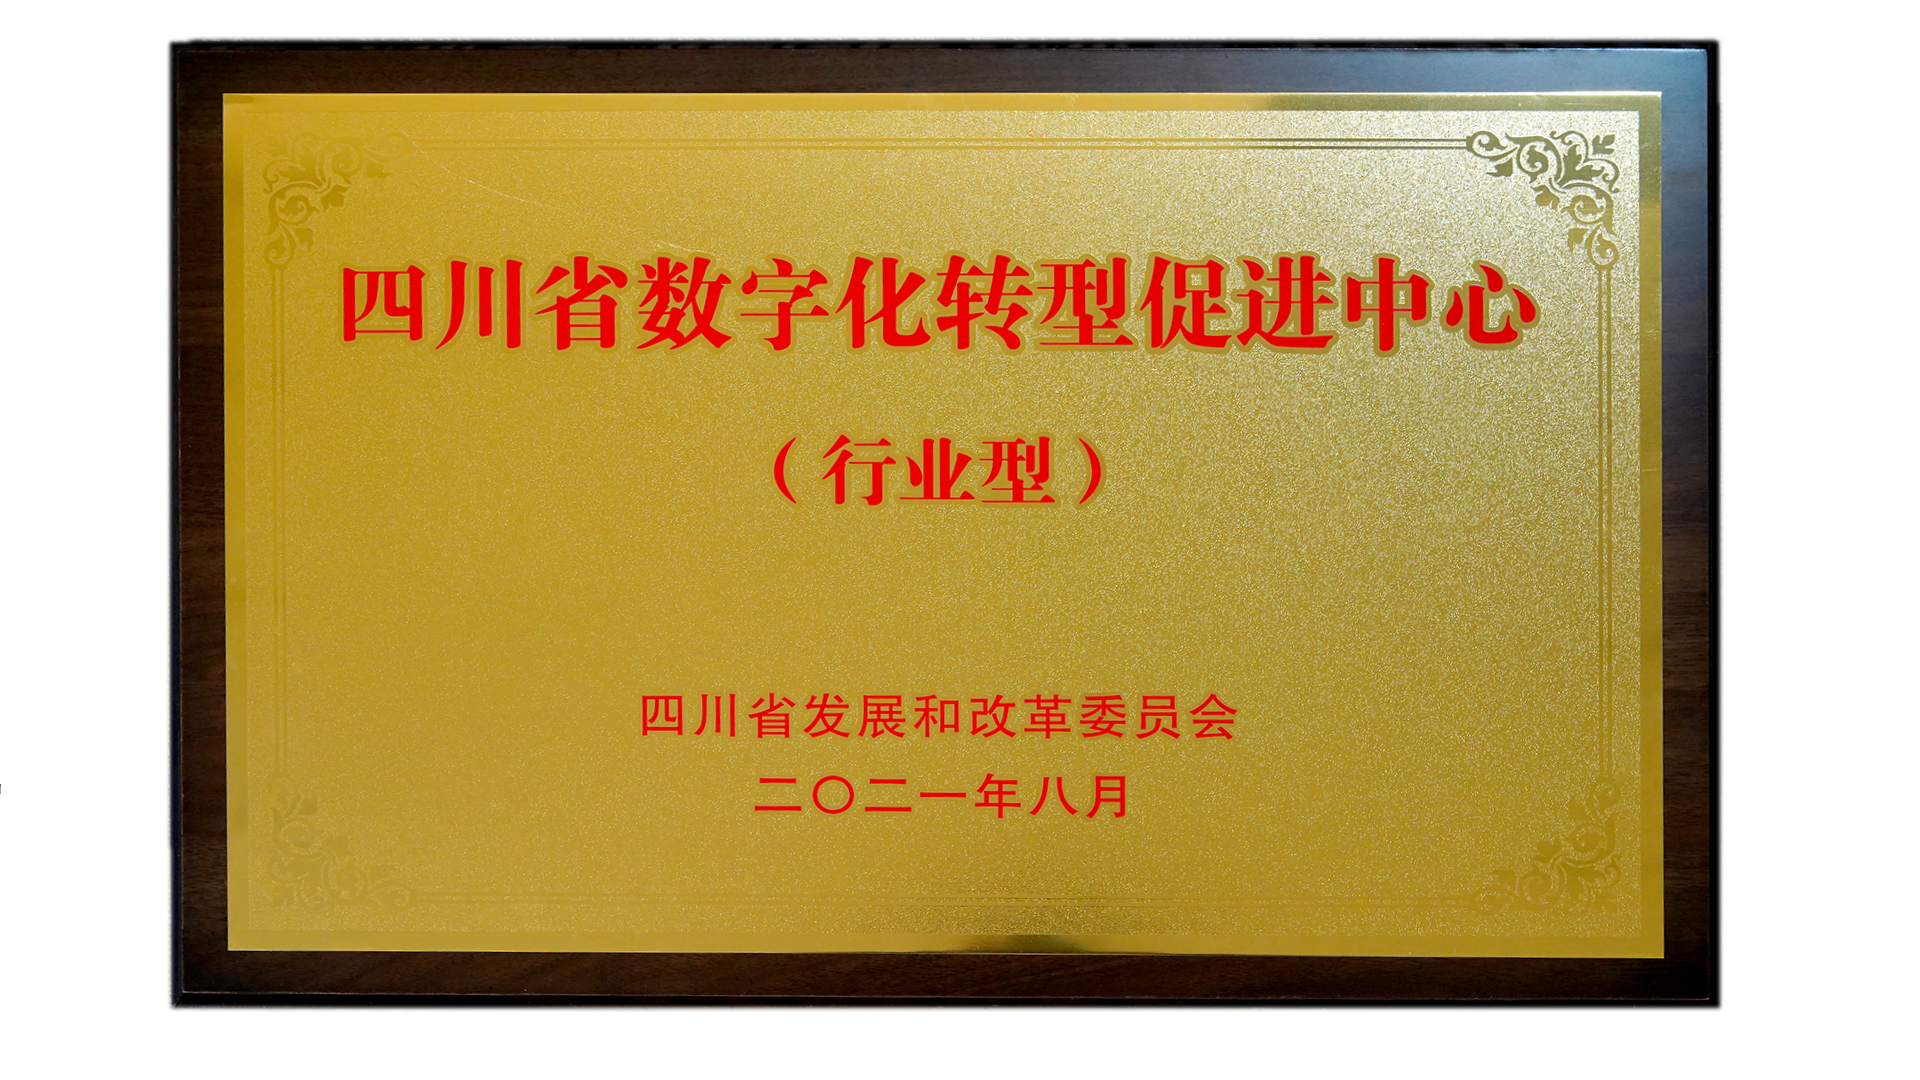 四川省数字化转型促进中心
（行业型）
四川省发展和改革委员会
二〇二一年八月